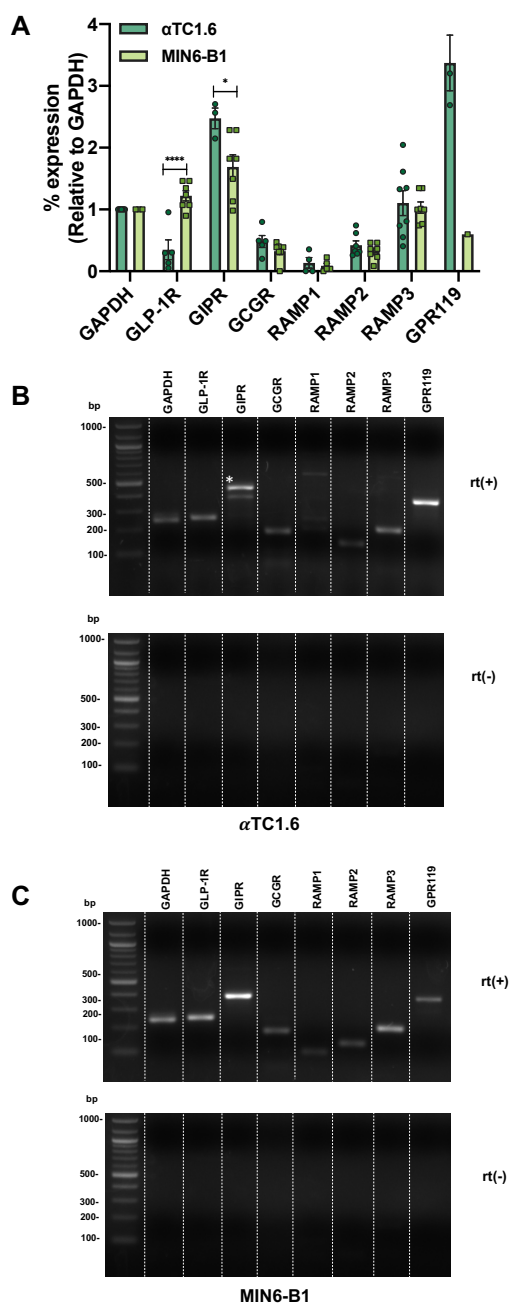 A
αTC1.6
MIN6-B1
% expression
(Relative to GAPDH)
4
3
2
1
0
****
*
GAPDH
GLP-1R
GIPR
GCGR
RAMP1
RAMP2
RAMP3
GPR119
B
bp
GAPDH
GLP-1R
GIPR
GCGR
RAMP1
RAMP2
RAMP3
GPR119
1000-
500-
300-
200-
100-
*
rt(+)
bp
1000-
500-
300-
200-
100-
rt(-)
αTC1.6
C
bp
GAPDH
GLP-1R
GIPR
GCGR
RAMP1
RAMP2
RAMP3
GPR119
1000-
500-
300-
200-
100-
rt(+)
bp
1000-
500-
300-
200-
100-
rt(-)
MIN6-B1